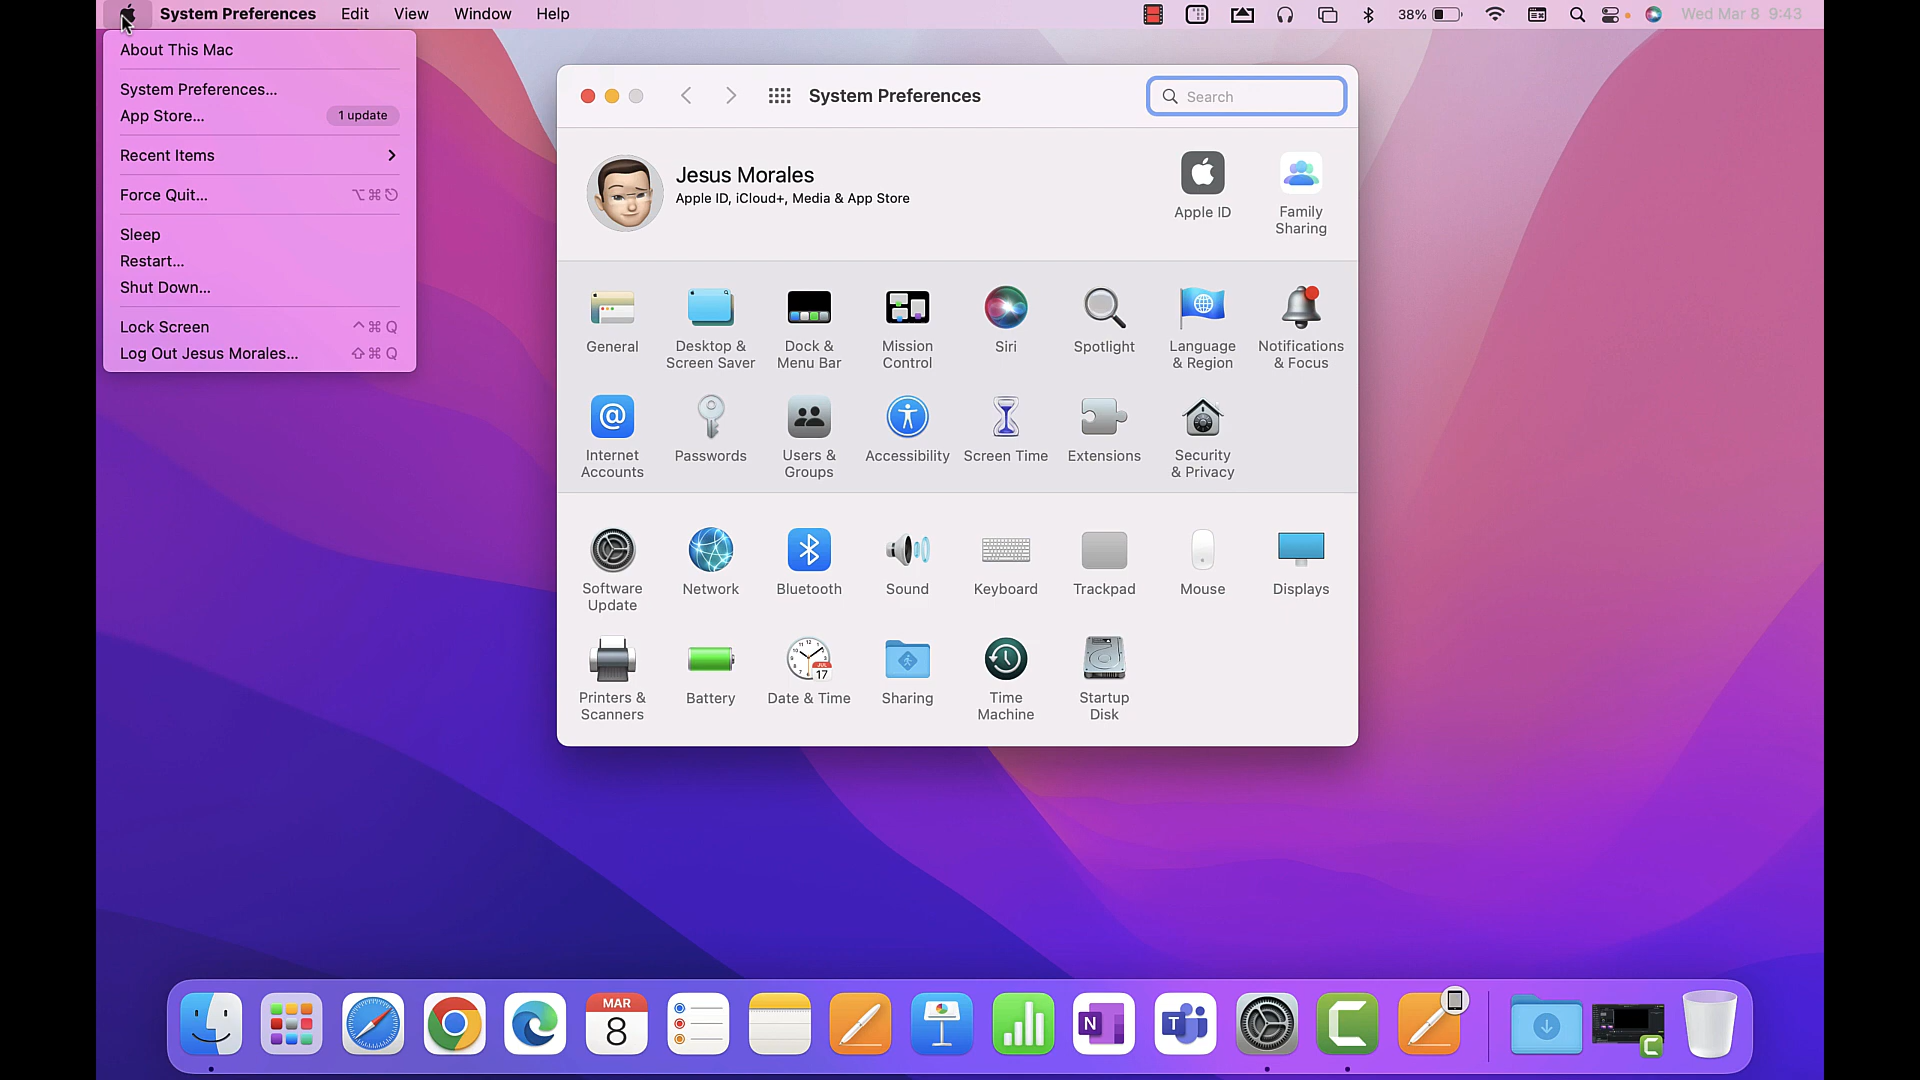 System Preferences Edit View Window Help 38% Wed Mar 8 9:43
About This Mac
System Preferences...
App Store... 1 update
Recent Items
Force Quit... ⌥⌘⎋
Sleep
Restart...
Shut Down...
Lock Screen ^⌘Q
Log Out Jesus Morales... ⇧⌘Q
System Preferences
Search
Jesus Morales
Apple ID, iCloud+, Media & App Store
Apple ID
Family
Sharing
General
Desktop &
Screen Saver
Dock &
Menu Bar
Mission
Control
Siri
Spotlight
Language
& Region
Notifications
& Focus
Internet
Accounts
Passwords
Users &
Groups
Accessibility
Screen Time
Extensions
Security
& Privacy
Software
Update
Network
Bluetooth
Sound
Keyboard
Trackpad
Mouse
Displays
Printers &
Scanners
Battery
JUL
17
Date & Time
Sharing
Time
Machine
Startup
Disk
MAR
8
N
T